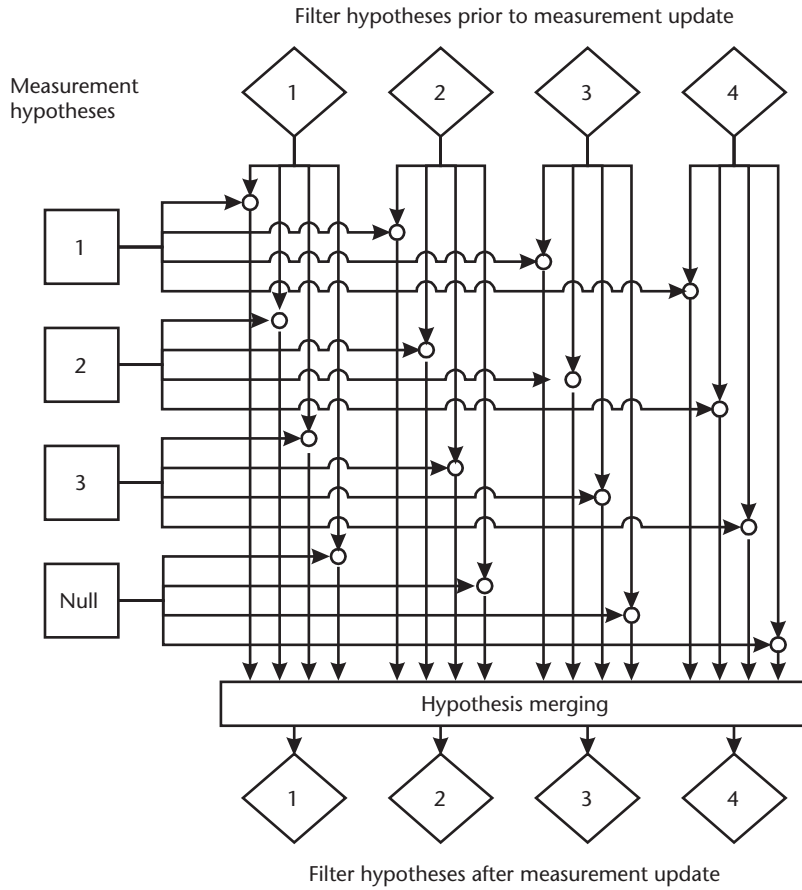 Filter hypotheses prior to measurement update
Measurement
hypotheses
1
2
3
4
1
2
3
Null
Hypothesis merging
1
2
3
4
Filter hypotheses after measurement update